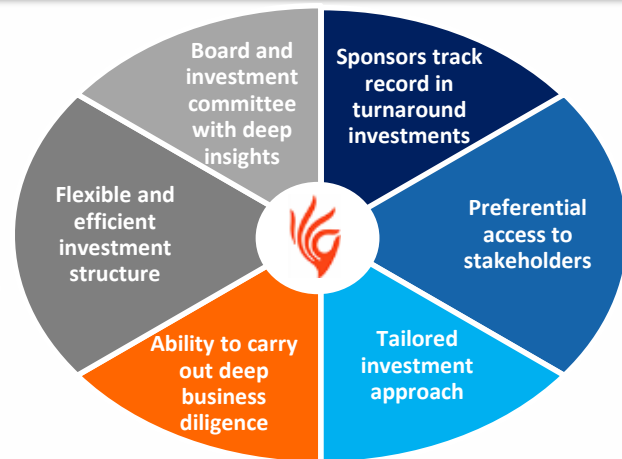 Board and
investment
committee
with deep
insights
Sponsors track
record in
turnaround
investments
Preferential
access to
stakeholders
Tailored
investment
approach
Ability to carry
out deep
business
diligence
Flexible and
efficient
investment
structure